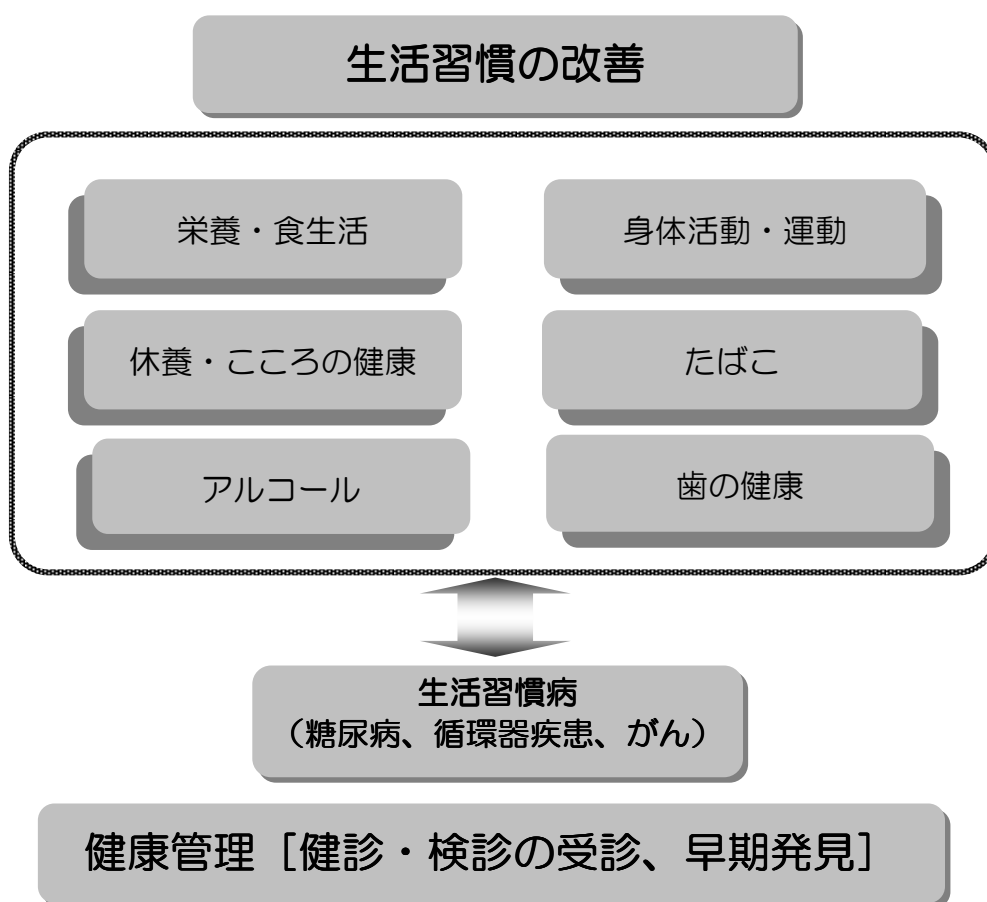 生活習慣の改善
栄養・食生活
身体活動・運動
休養・こころの健康
たばこ
アルコール
歯の健康
生活習慣病
（糖尿病、循環器疾患、がん）
健康管理［健診・検診の受診、早期発見］